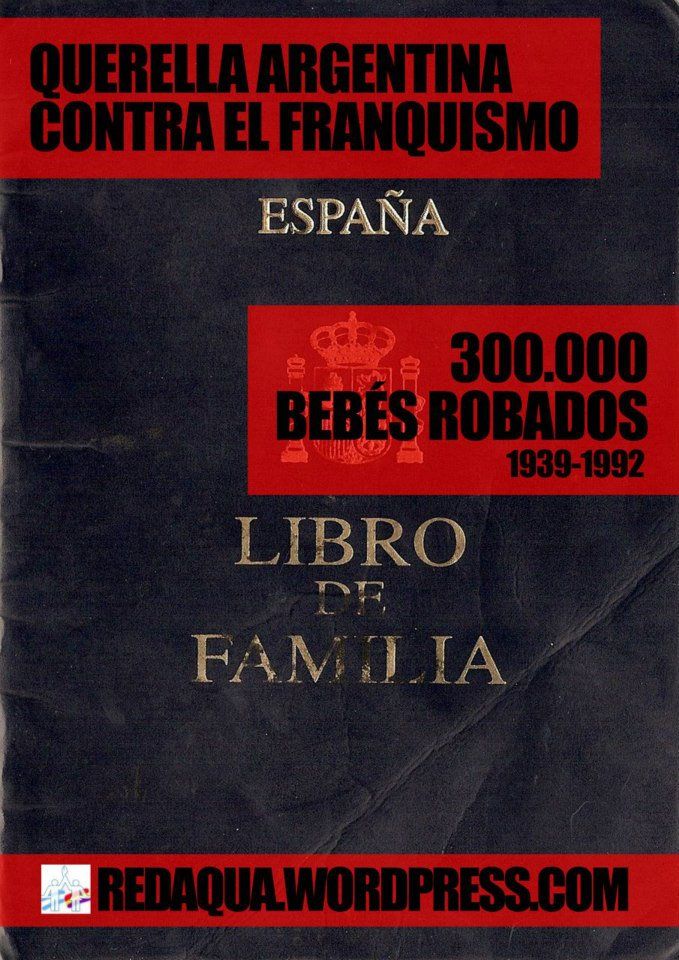 QUERELLA ARGENTINA
CONTRA EL FRANQUISMO
ESPAÑA
300.000
BEBÉS ROBADOS
1939-1992
LIBRO
DE
FAMILIA
REDAQUA.WORDPRESS.COM